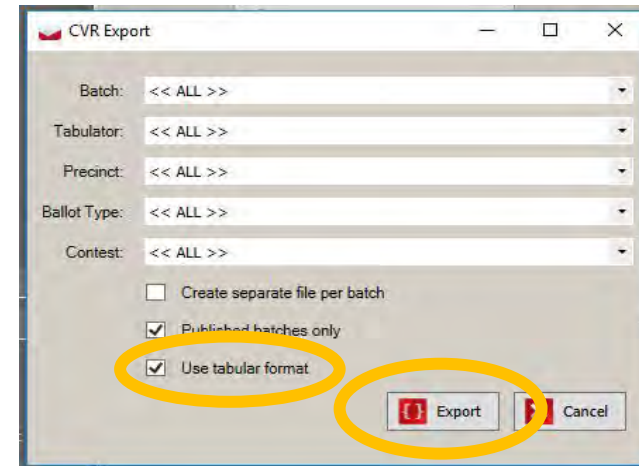 CVR Export
Batch: << ALL >>
Tabulator: << ALL >>
Precinct: << ALL >>
Ballot Type: << ALL >>
Contest: << ALL >>
Create separate file per batch
Published batches only
Use tabular format
Export Cancel